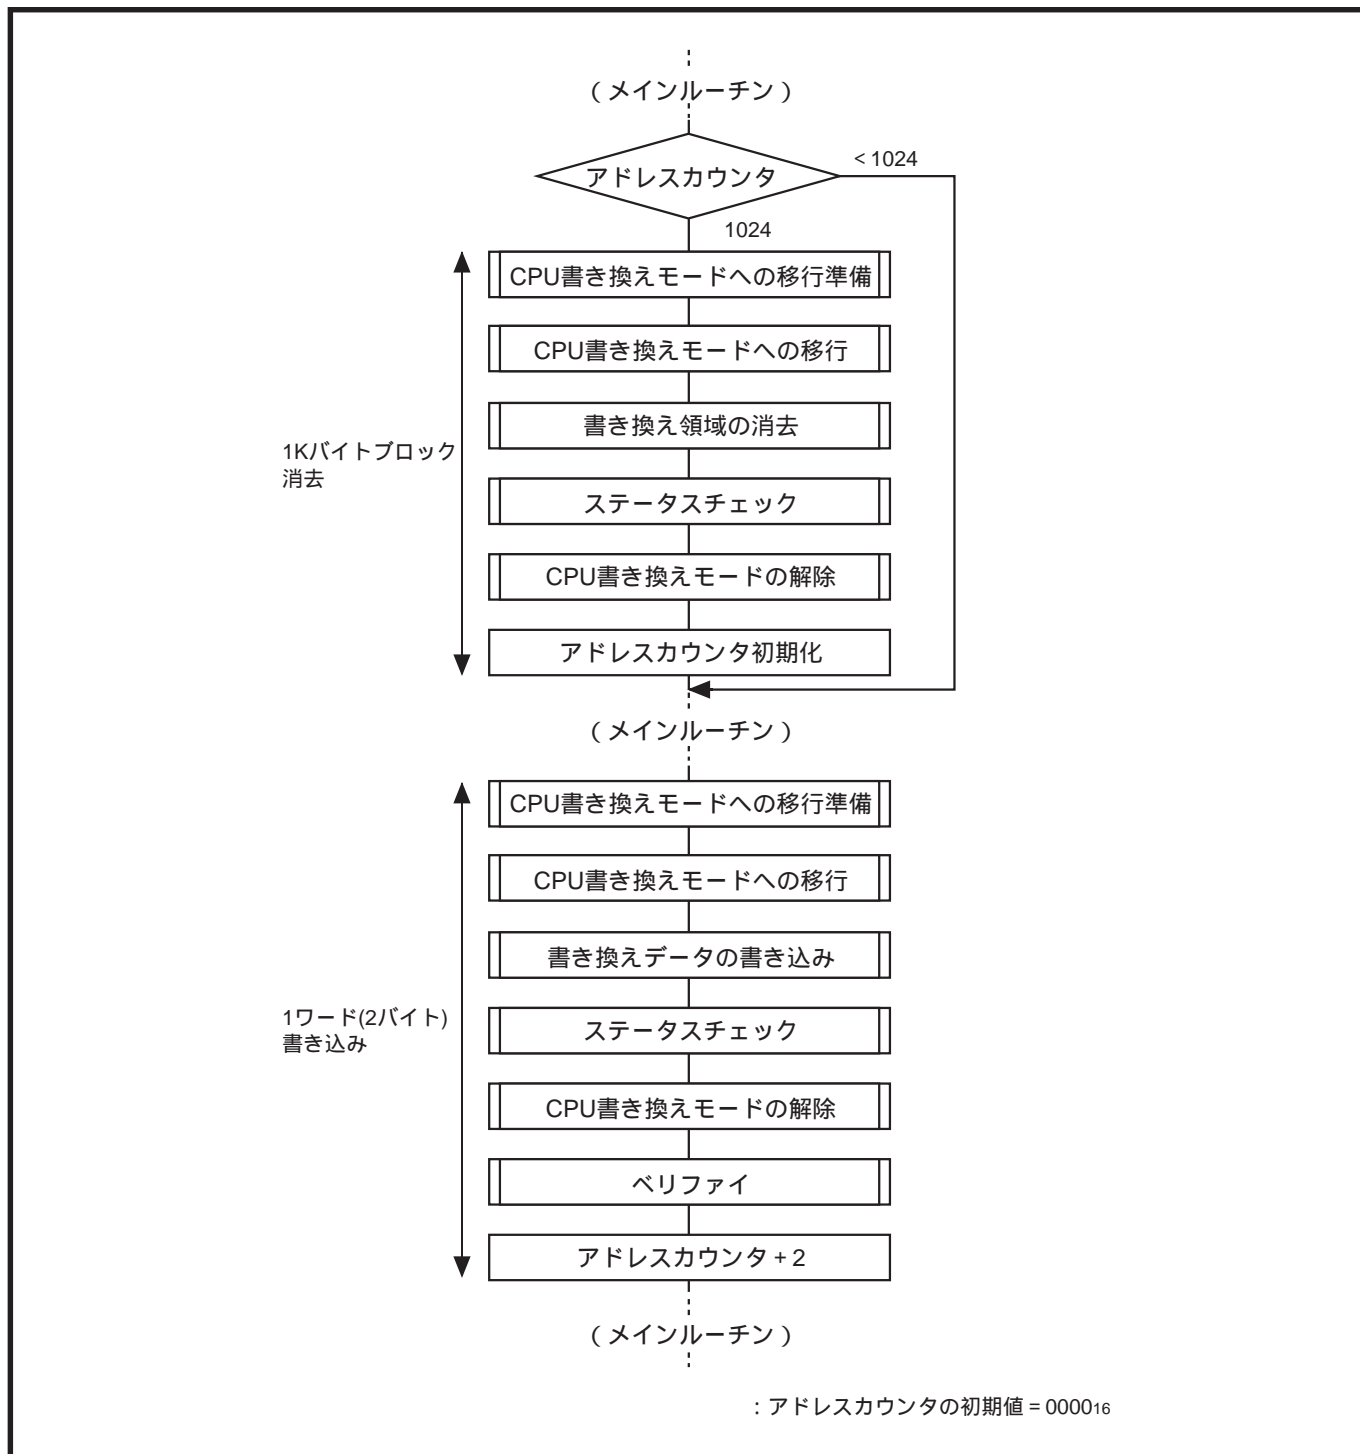 （メインルーチン）
アドレスカウンタ
＜1024
1024
CPU書き換えモードへの移行準備
CPU書き換えモードへの移行
書き換え領域の消去
1Kバイトブロック
消去
ステータスチェック
CPU書き換えモードの解除
アドレスカウンタ初期化
（メインルーチン）
CPU書き換えモードへの移行準備
CPU書き換えモードへの移行
書き換えデータの書き込み
1ワード(2バイト)
書き込み
ステータスチェック
CPU書き換えモードの解除
ベリファイ
アドレスカウンタ＋2
（メインルーチン）
：アドレスカウンタの初期値＝0000₁₆